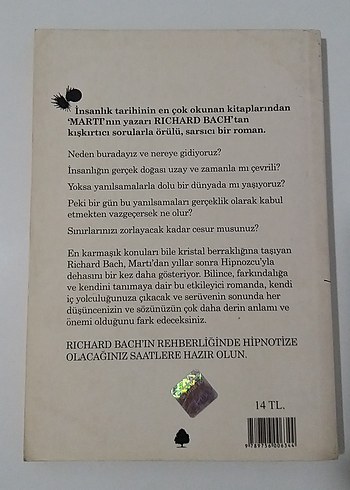 İnsanlık tarihinin en çok okunan kitaplarından
'MARTI'nın yazarı RICHARD BACH'tan
kışkırtıcı sorularla örülü, sarsıcı bir roman.
Neden buradayız ve nereye gidiyoruz?
İnsanlığın gerçek doğası uzay ve zamanla mı çevrili?
Yoksa yanılsamalarla dolu bir dünyada mı yaşıyoruz?
Peki bir gün bu yanılsamaları gerçeklik olarak kabul
etmekten vazgeçersek ne olur?
Sınırlarınızı zorlayacak kadar cesur musunuz?
En karmaşık konuları bile kristal berraklığına taşıyan
Richard Bach, Martı'dan yıllar sonra Hipnozcu'yla
dehasını bir kez daha gösteriyor. Bilince, farkındalığa
ve kendini tanımaya dair bu etkileyici romanda, kendi
iç yolculuğunuza çıkacak ve serüvenin sonunda her
düşüncenizin ve sözünüzün çok daha derin anlamı ve
önemi olduğunu fark edeceksiniz.
RICHARD BACH'IN REHBERLİĞİNDE HİPNOTİZE
OLACAĞINIZ SAATLERE HAZIR OLUN.
14 TL.
9 789756 006344